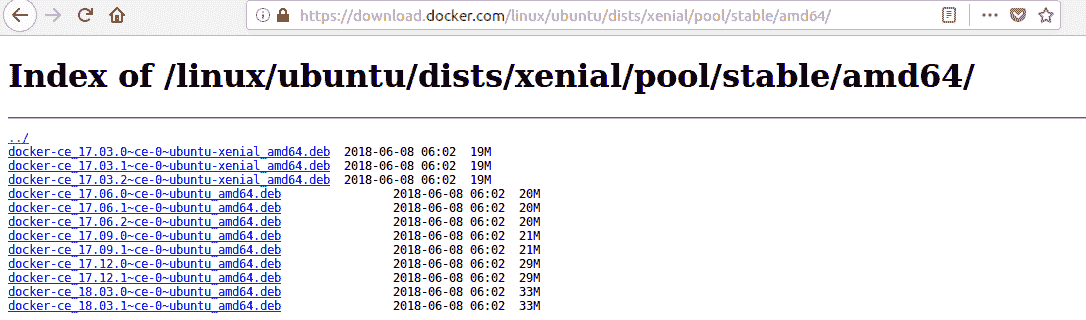 https://download.docker.com/linux/ubuntu/dists/xenial/pool/stable/amd64/
Index of /linux/ubuntu/dists/xenial/pool/stable/amd64/
../
docker-ce_17.03.0~ce-0~ubuntu-xenial_amd64.deb 2018-06-08 06:02 19M
docker-ce_17.03.1~ce-0~ubuntu-xenial_amd64.deb 2018-06-08 06:02 19M
docker-ce_17.03.2~ce-0~ubuntu-xenial_amd64.deb 2018-06-08 06:02 19M
docker-ce_17.06.0~ce-0~ubuntu_amd64.deb 2018-06-08 06:02 20M
docker-ce_17.06.1~ce-0~ubuntu_amd64.deb 2018-06-08 06:02 20M
docker-ce_17.06.2~ce-0~ubuntu_amd64.deb 2018-06-08 06:02 20M
docker-ce_17.09.0~ce-0~ubuntu_amd64.deb 2018-06-08 06:02 21M
docker-ce_17.09.1~ce-0~ubuntu_amd64.deb 2018-06-08 06:02 21M
docker-ce_17.12.0~ce-0~ubuntu_amd64.deb 2018-06-08 06:02 29M
docker-ce_17.12.1~ce-0~ubuntu_amd64.deb 2018-06-08 06:02 29M
docker-ce_18.03.0~ce-0~ubuntu_amd64.deb 2018-06-08 06:02 33M
docker-ce_18.03.1~ce-0~ubuntu_amd64.deb 2018-06-08 06:02 33M